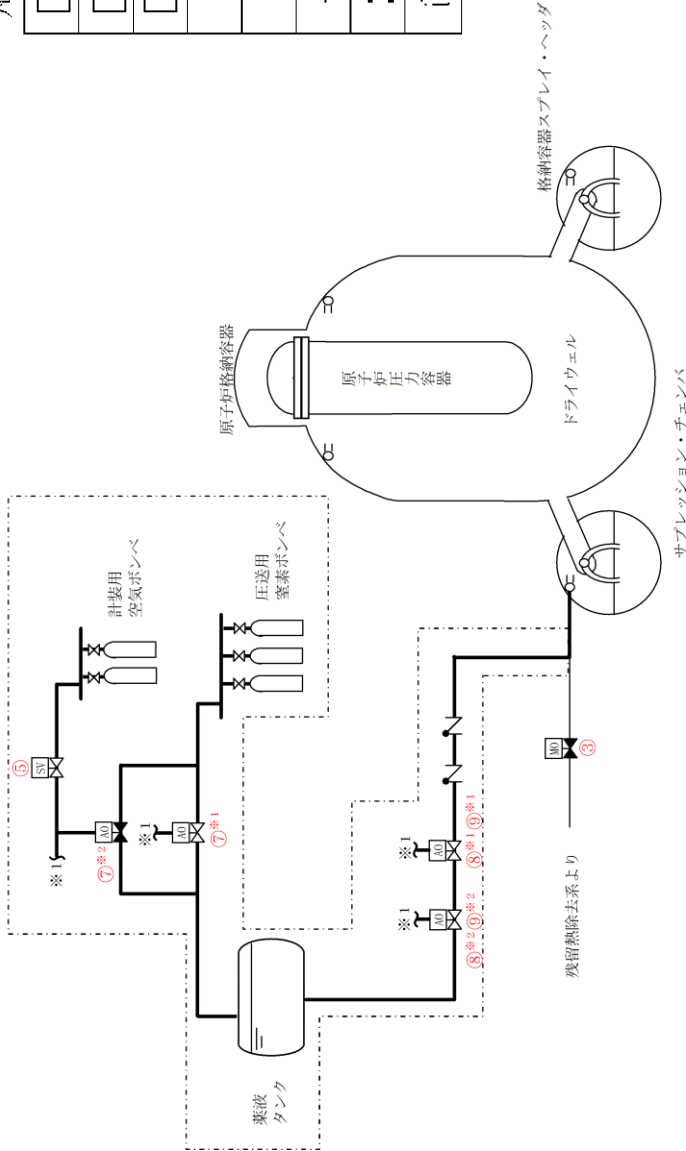 格納容器スプレイ・ヘッダ
原子炉格納容器
原子炉圧力容器
ドライウェル
サプレッション・チェンバ
計装用
空気ボンベ
圧送用
窒素ボンベ
⑤
SV
※1
AO
⑦※2
※1
AO
⑦※1
※1
AO
⑧※1 ⑨※1
※1
AO
⑧※2 ⑨※2
MO
③
残留熱除去系より
薬液
タンク